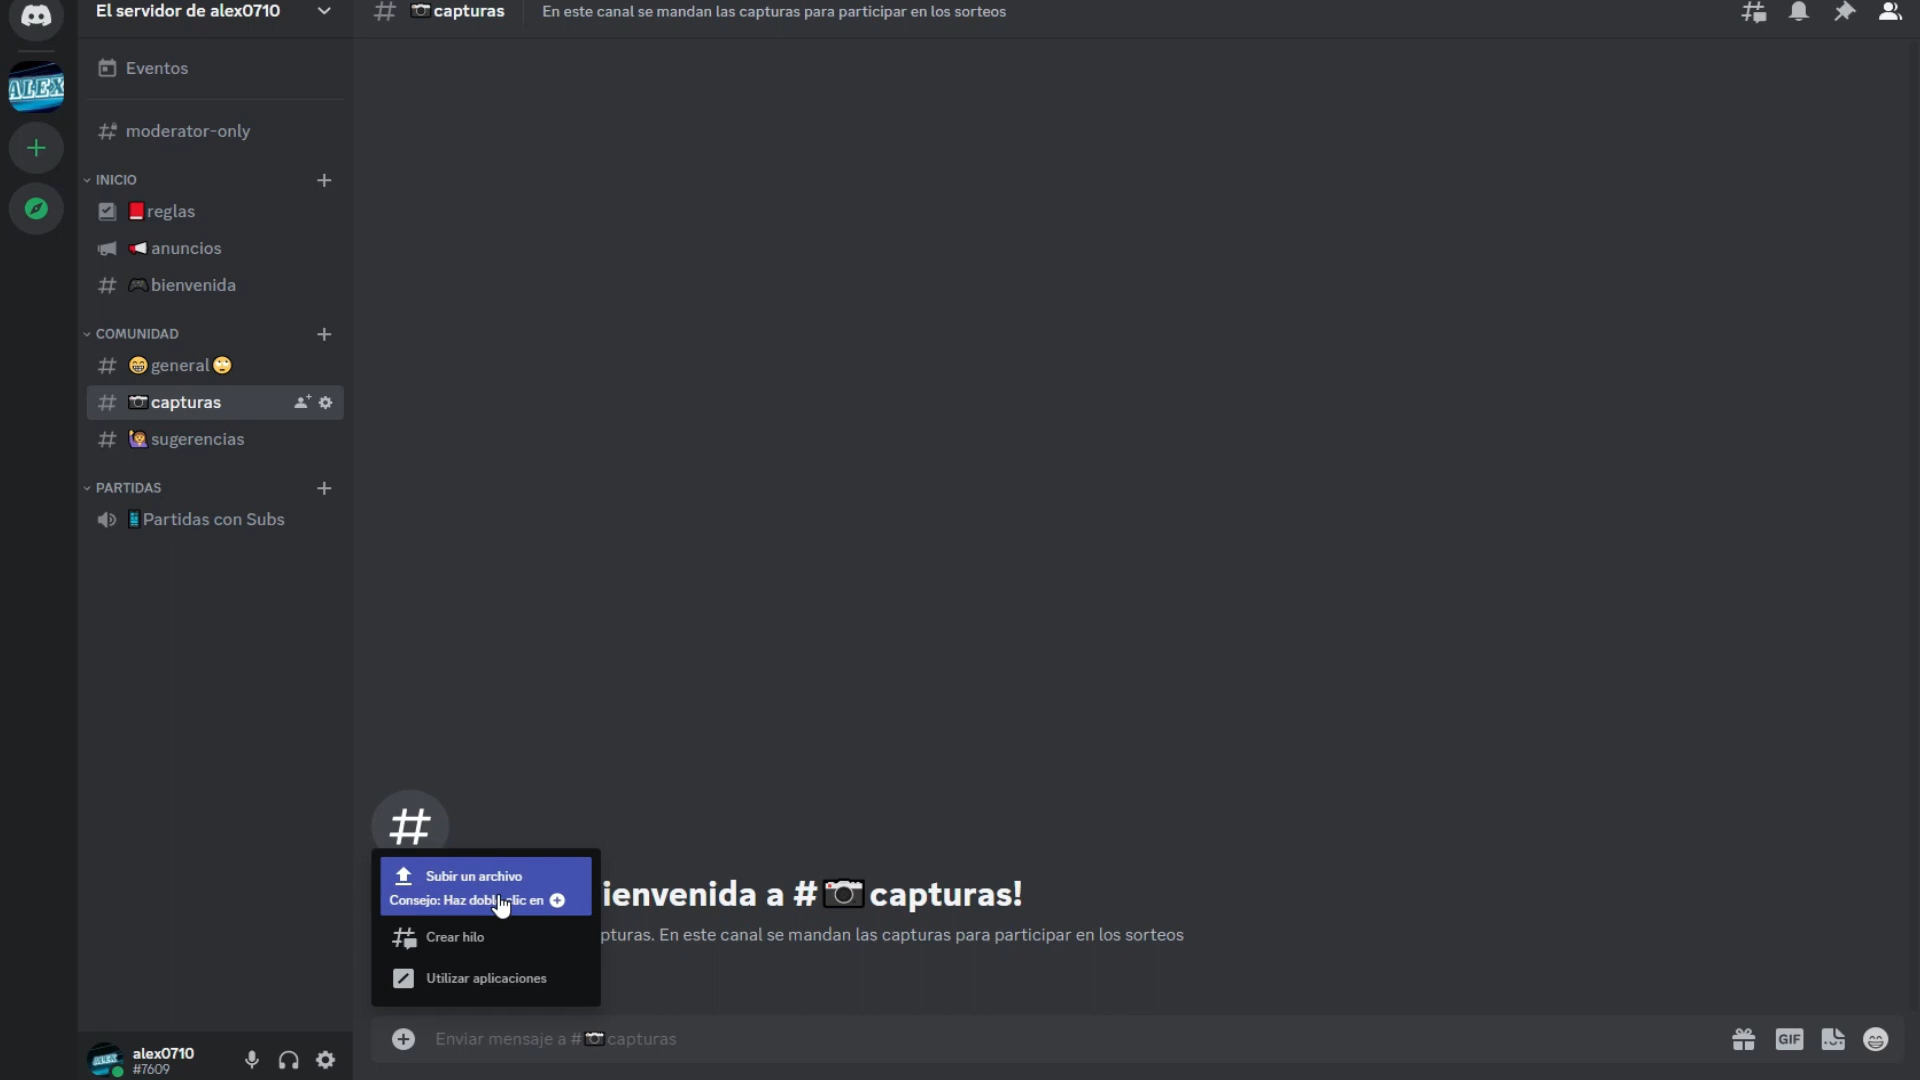 El servidor de alex0710
capturas
En este canal se mandan las capturas para participar en los sorteos
ALEX
Eventos
moderator-only
INICIO
reglas
anuncios
bienvenida
COMUNIDAD
general
capturas
sugerencias
PARTIDAS
Partidas con Subs
Subir un archivo
Consejo: Haz doble clic en
Crear hilo
Utilizar aplicaciones
ienvenida a # capturas!
pturas. En este canal se mandan las capturas para participar en los sorteos
Enviar mensaje a # capturas
GIF
alex0710
#7609